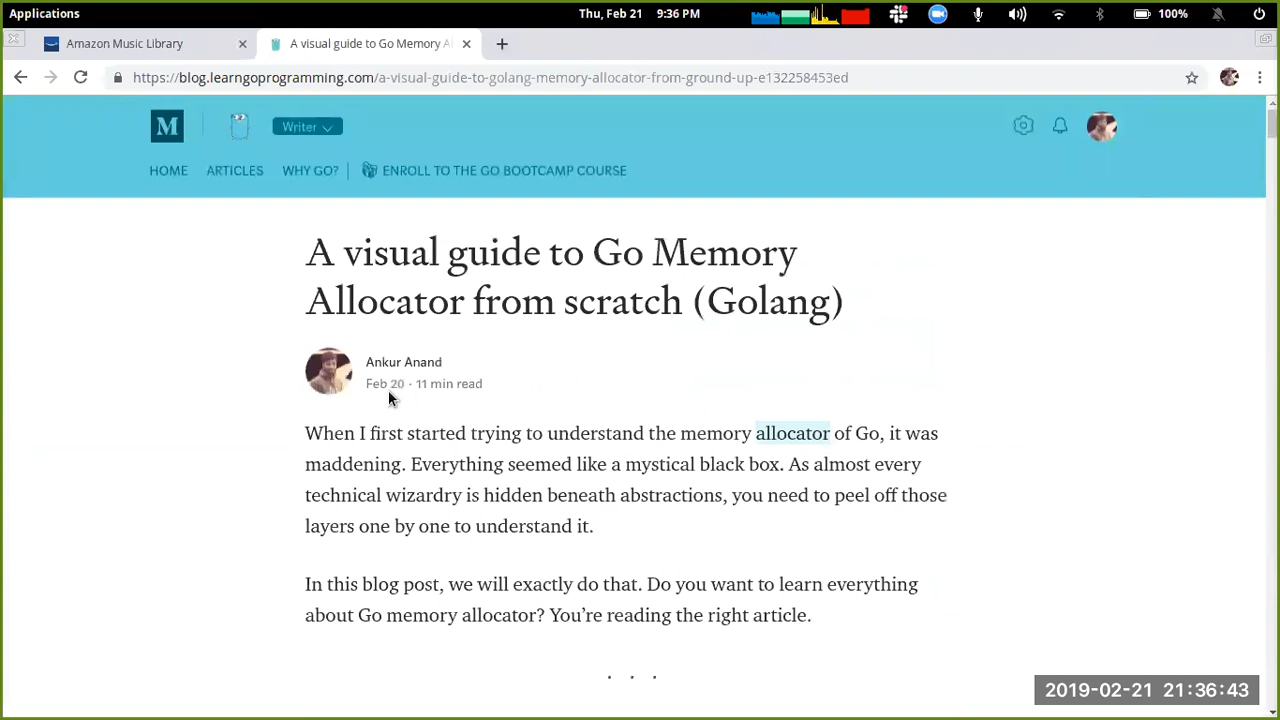 Applications
Thu, Feb 21 9:36 PM
100%
Amazon Music Library
A visual guide to Go Memory Al
https://blog.learngoprogramming.com/a-visual-guide-to-golang-memory-allocator-from-ground-up-e132258453ed
M
Writer
HOME ARTICLES WHY GO? ENROLL TO THE GO BOOTCAMP COURSE
A visual guide to Go Memory
Allocator from scratch (Golang)
Ankur Anand
Feb 20 · 11 min read
When I first started trying to understand the memory allocator of Go, it was
maddening. Everything seemed like a mystical black box. As almost every
technical wizardry is hidden beneath abstractions, you need to peel off those
layers one by one to understand it.
In this blog post, we will exactly do that. Do you want to learn everything
about Go memory allocator? You’re reading the right article.
. . .
2019-02-21 21:36:43